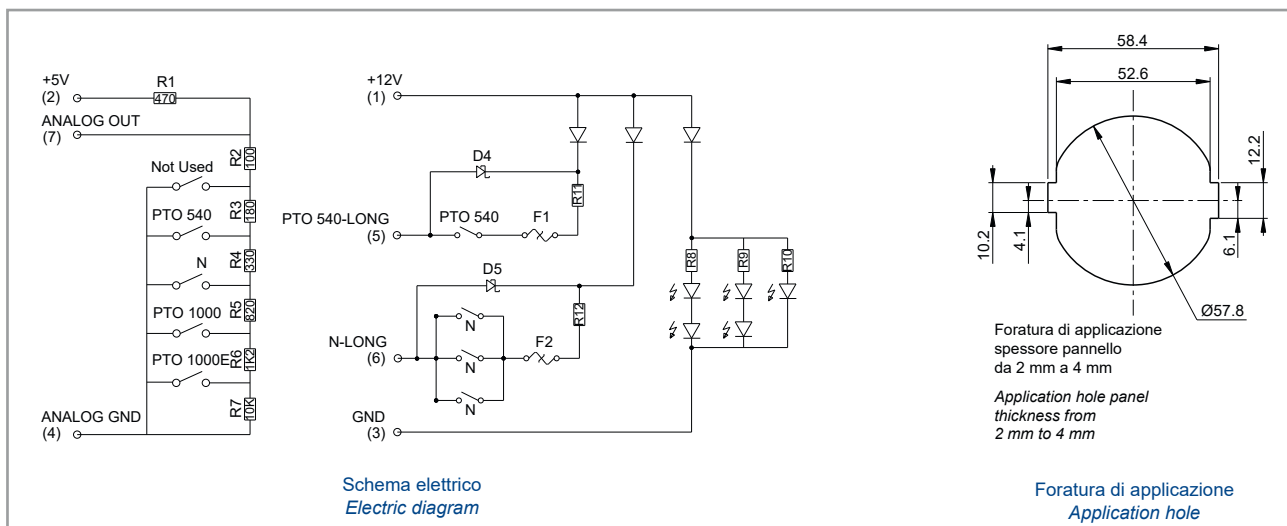 +5V
(2)
R1
470
ANALOG OUT
(7)
R2
100
Not Used
R3
180
PTO 540
R4
330
N
R5
820
PTO 1000
R6
1K2
PTO 1000E
R7
10K
ANALOG GND
(4)
+12V
(1)
D4
R11
PTO 540-LONG
(5)
PTO 540
F1
D5
R12
N
N-LONG
(6)
N
F2
N
GND
(3)
R8
R9
R10
Schema elettrico
Electric diagram
58.4
52.6
12.2
10.2
4.1
6.1
Ø57.8
Foratura di applicazione
spessore pannello
da 2 mm a 4 mm
Application hole panel
thickness from
2 mm to 4 mm
Foratura di applicazione
Application hole